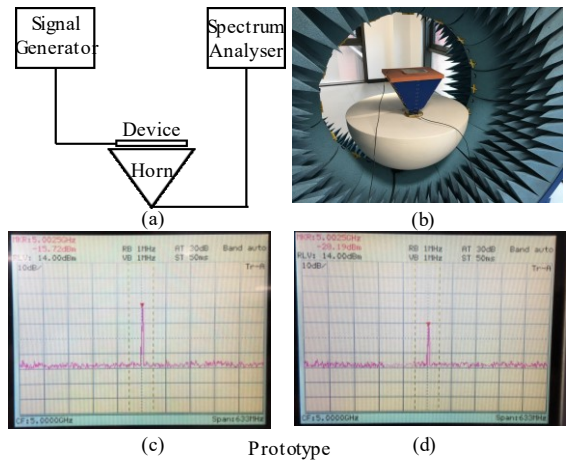 Signal
Generator
Spectrum
Analyser
Device
Horn
(a)
(b)
MKR:5.0025GHz
-15.72dBm
RLV: 14.00dBm
RB 1MHz
VB 1MHz
AT 30dB
ST 50ms
Band auto
10dB/
Tr-A
CF:5.0000GHz
Span:633MHz
MKR:5.0025GHz
-28.19dBm
RLV: 14.00dBm
RB 1MHz
VB 1MHz
AT 30dB
ST 50ms
Band auto
10dB/
Tr-A
CF:5.0000GHz
Span:633MHz
(c)
Prototype
(d)